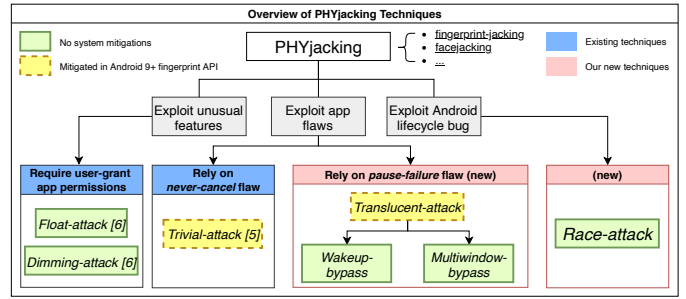 Overview of PHYjacking Techniques
No system mitigations
Mitigated in Android 9+ fingerprint API
PHYjacking
• fingerprint-jacking
• facejacking
• ...
Existing techniques
Our new techniques
Exploit unusual
features
Exploit app
flaws
Exploit Android
lifecycle bug
Require user-grant
app permissions
Float-attack [6]
Dimming-attack [6]
Rely on
never-cancel flaw
Trivial-attack [5]
Rely on pause-failure flaw (new)
Translucent-attack
Wakeup-
bypass
Multiwindow-
bypass
(new)
Race-attack